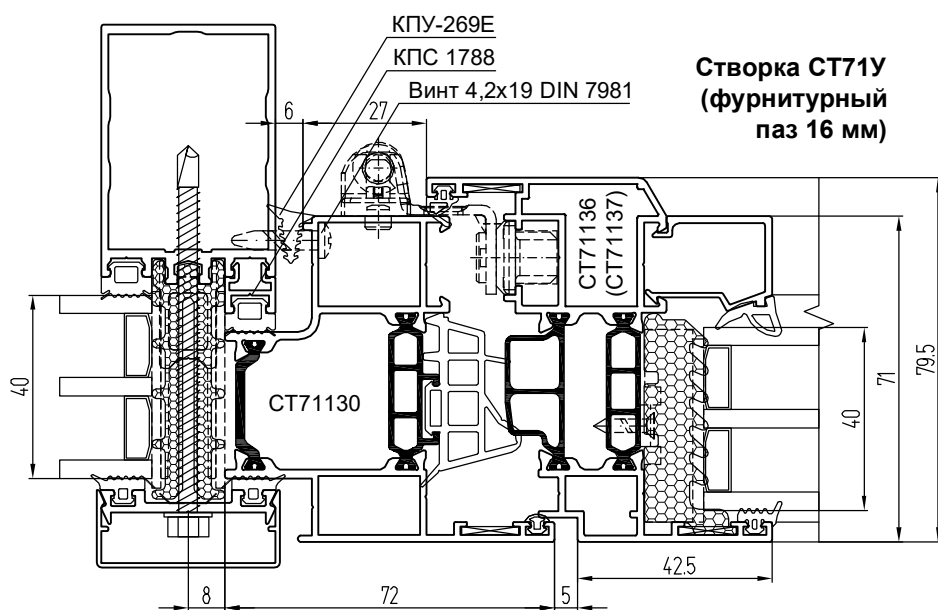 КПУ-269Е
КПС 1788
Винт 4,2х19 DIN 7981
Створка СТ71У
(фурнитурный
паз 16 мм)
6
27
СТ71136
(СТ71137)
40
СТ71130
40
71
79.5
42.5
8
72
5